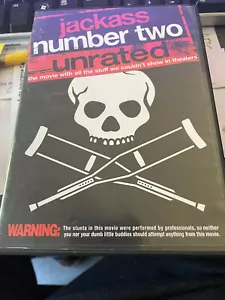 jackass
number two
unrated
the movie with all the stuff we couldn't show in theaters
WARNING: The stunts in this movie were performed by professionals, so neither
you nor your dumb little buddies should attempt anything from this movie.